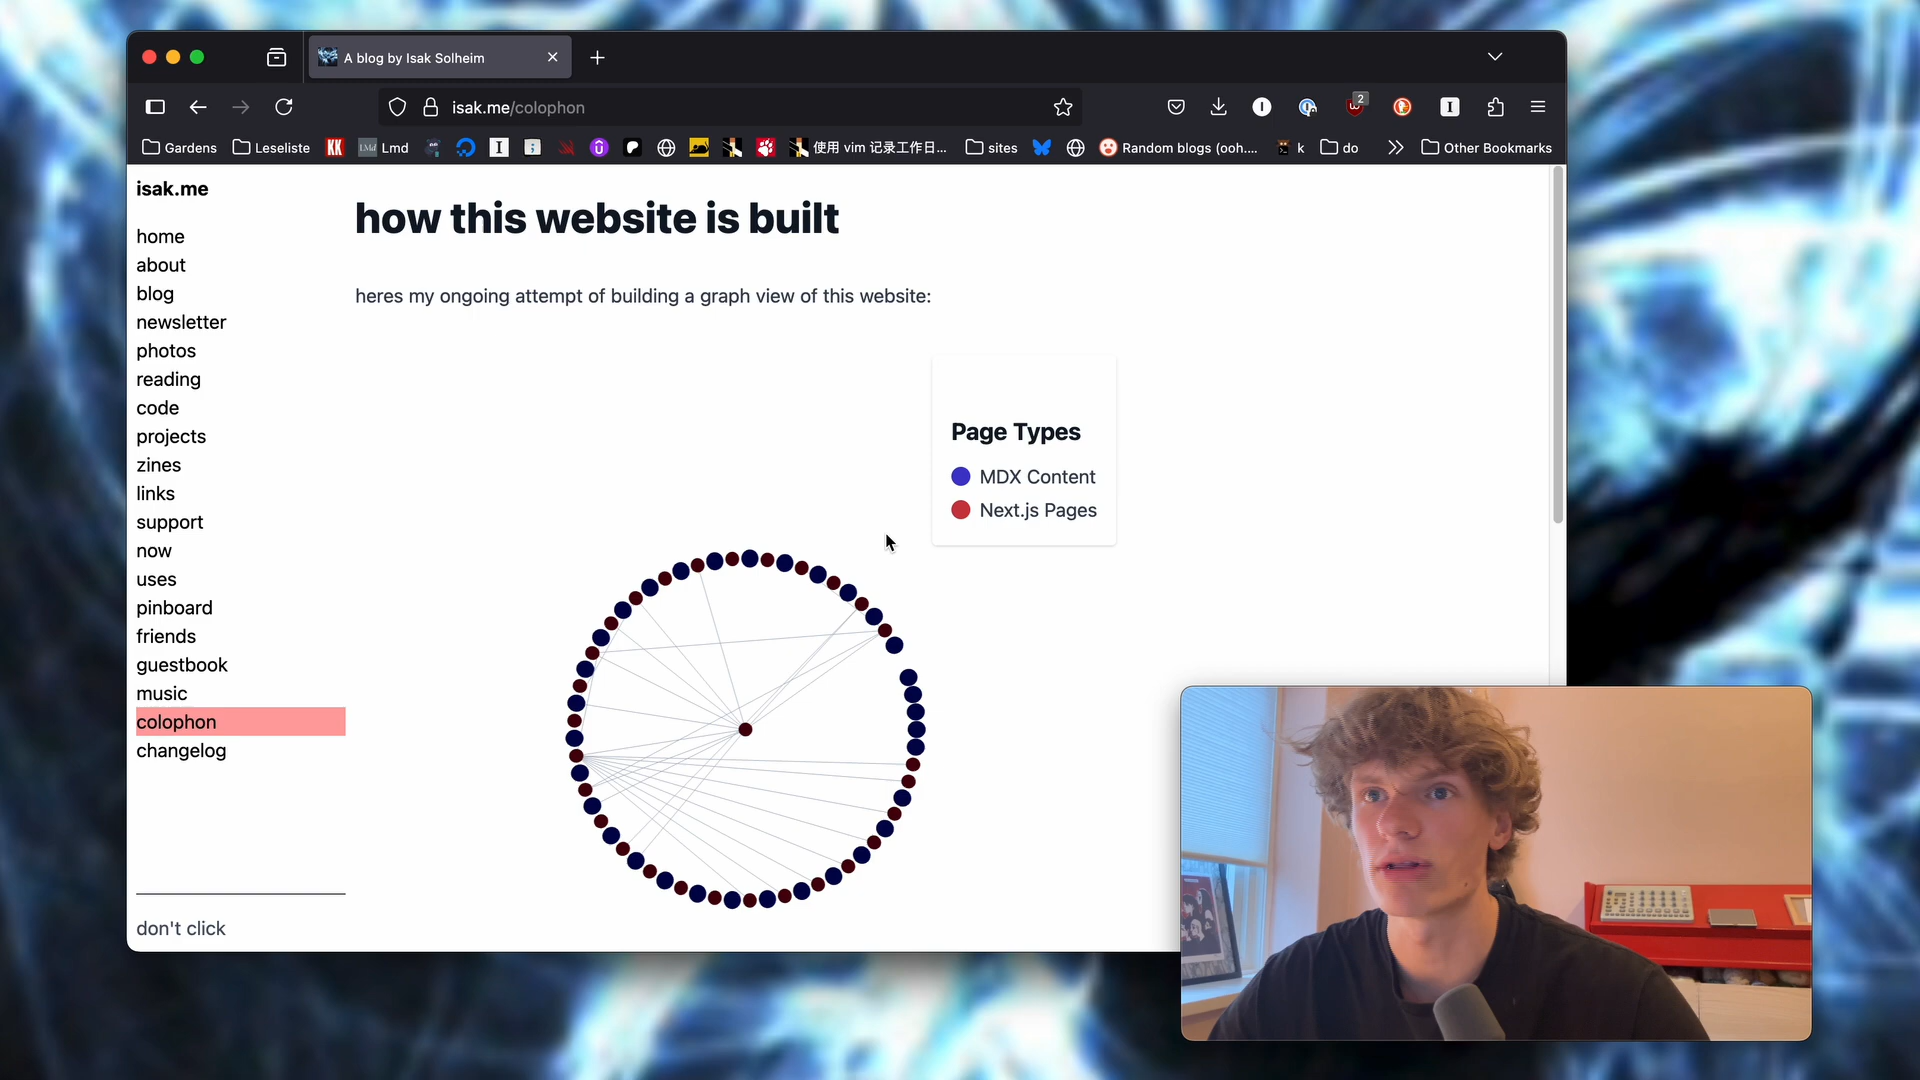 A blog by Isak Solheim
isak.me/colophon
2
Gardens
Leseliste
KK
LMd Lmd
使用 vim 记录工作日...
sites
Random blogs (ooh....
k
do
Other Bookmarks
isak.me
home
about
blog
newsletter
photos
reading
code
projects
zines
links
support
now
uses
pinboard
friends
guestbook
music
colophon
changelog
don't click
how this website is built
heres my ongoing attempt of building a graph view of this website:
Page Types
MDX Content
Next.js Pages